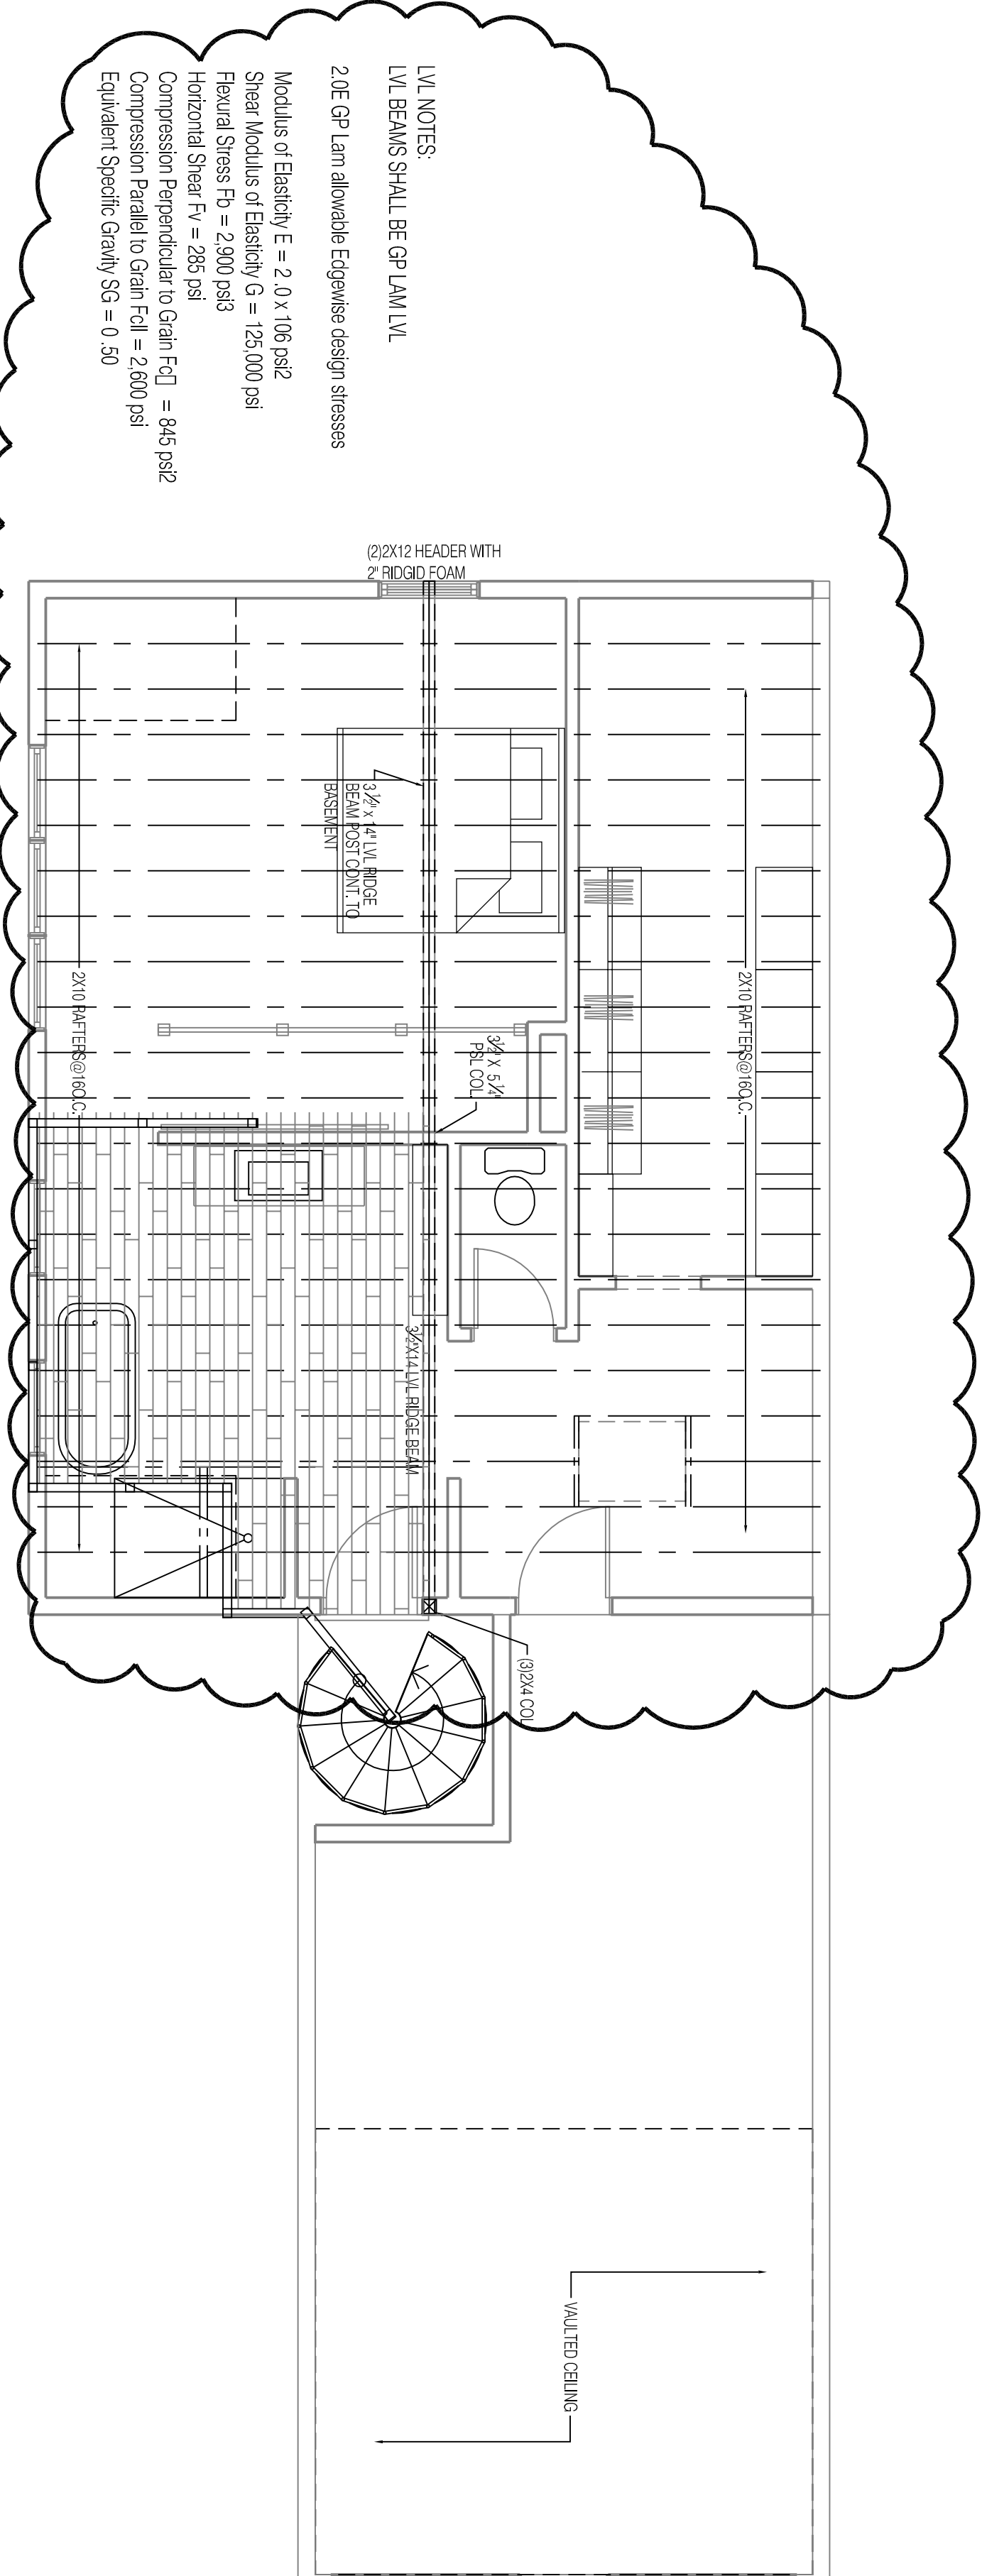 LVL NOTES:
LVL BEAMS SHALL BE GP LAM LVL
2.0E GP Lam allowable Edgewise design stresses
Modulus of Elasticity E = 2 .0 x 106 psi2
Shear Modulus of Elasticity G = 125,000 psi
Flexural Stress Fb = 2,900 psi3
Horizontal Shear Fv = 285 psi
Compression Perpendicular to Grain Fc▯ = 845 psi2
Compression Parallel to Grain Fcll = 2,600 psi
Equivalent Specific Gravity SG = 0 .50
(2)2X12 HEADER WITH
2" RIDGID FOAM
3 ½" x 14" LVL RIDGE
BEAM POST CONT. TO
BASEMENT
2X10 RAFTERS@16O.C.
2X10 RAFTERS@16O.C.
3½" X 5¼"
PSL COL.
3½"X14 LVL RIDGE BEAM
(3)2X4 COL
VAULTED CEILING